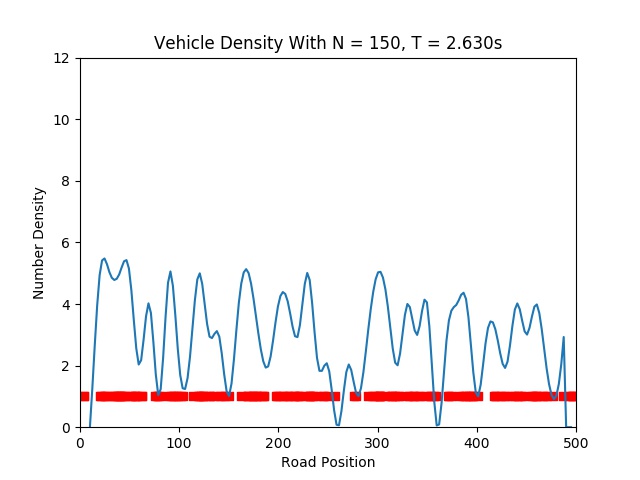 Vehicle Density With N = 150, T = 2.630s
12
10
8
6
4
2
0
Number Density
0 100 200 300 400 500
Road Position